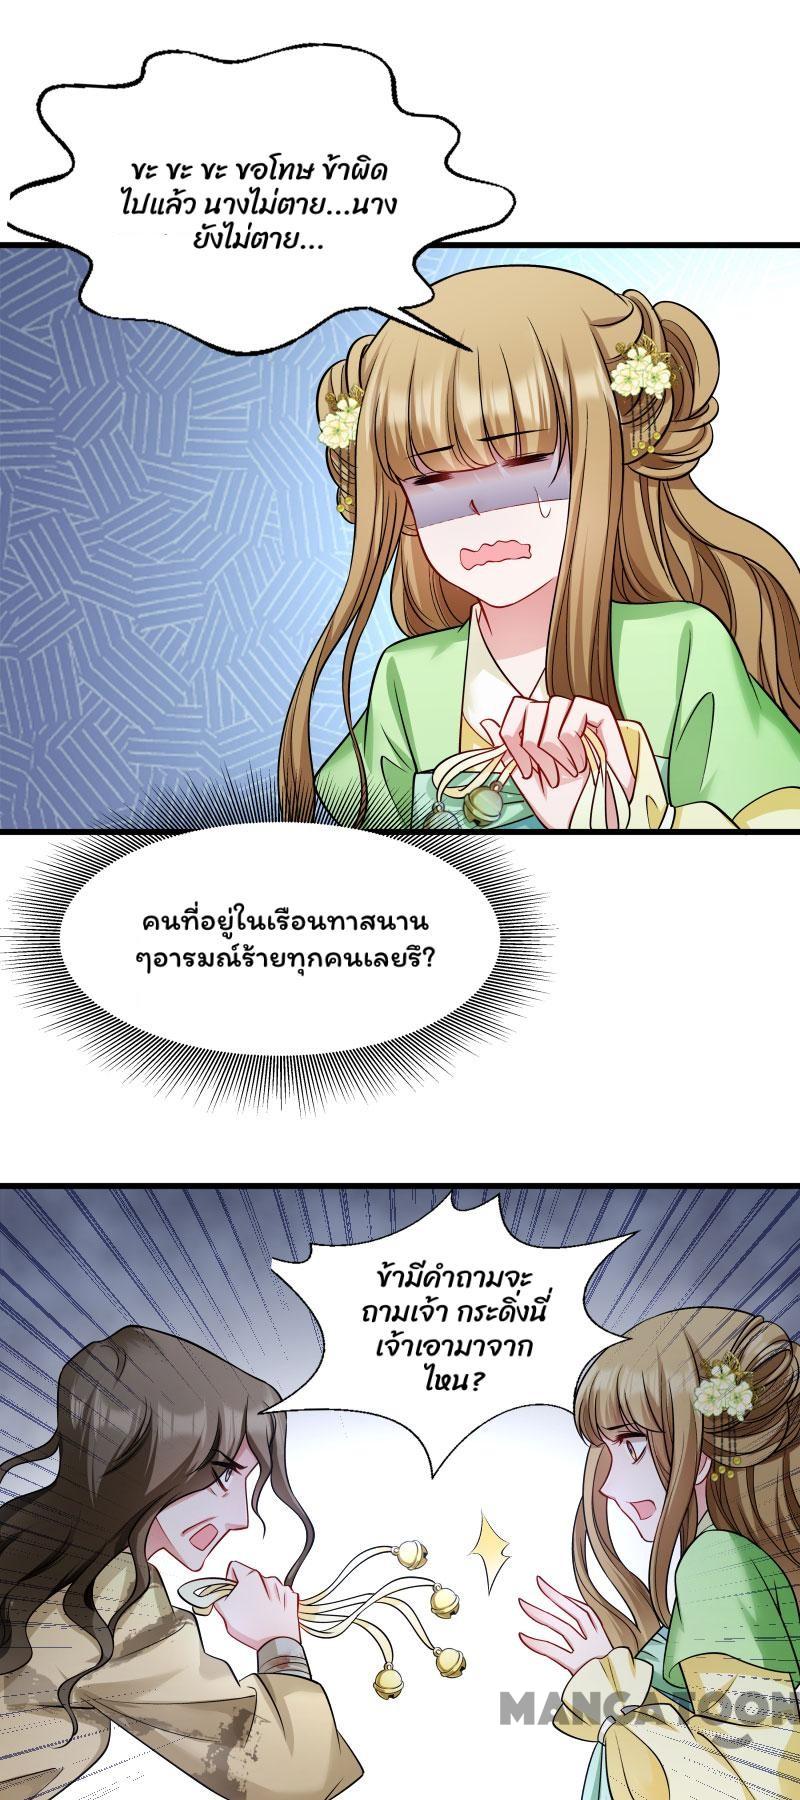 ขะ ขะ ขะ ขอโทษ ข้าผิด
ไปแล้ว นางไม่ตาย...นาง
ยังไม่ตาย...
คนที่อยู่ในเรือนทาสนาน
ๆอารมณ์ร้ายทุกคนเลยรึ?
ข้ามีคำถามจะ
ถามเจ้า กระดิ่งนี่
เจ้าเอามาจาก
ไหน?
MANGATOON